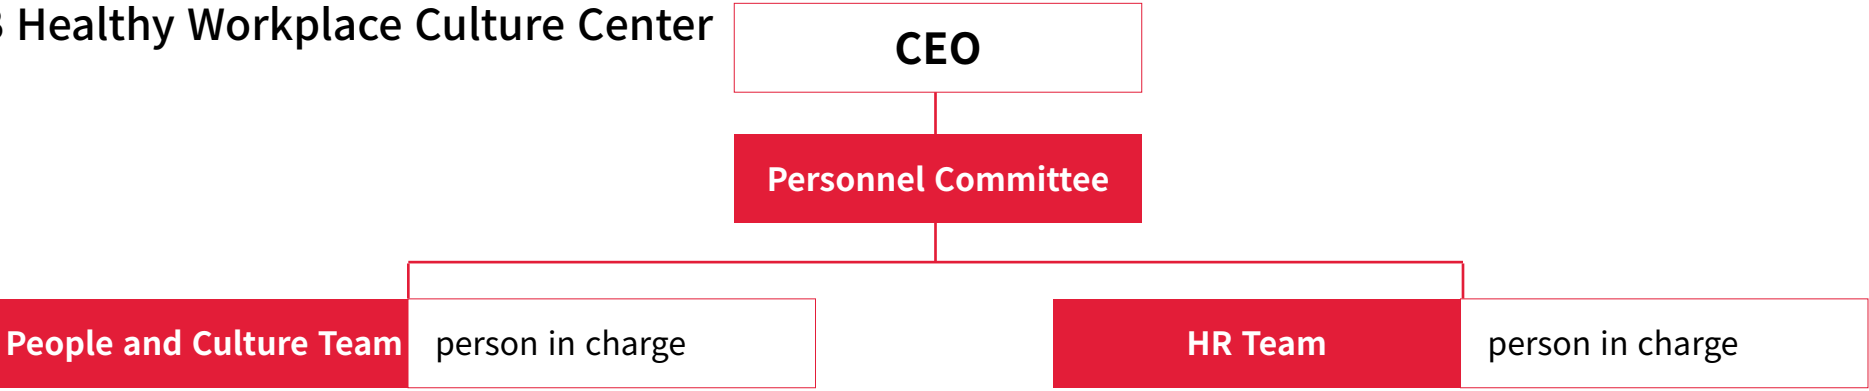 Healthy Workplace Culture Center
CEO
Personnel Committee
People and Culture Team
person in charge
HR Team
person in charge